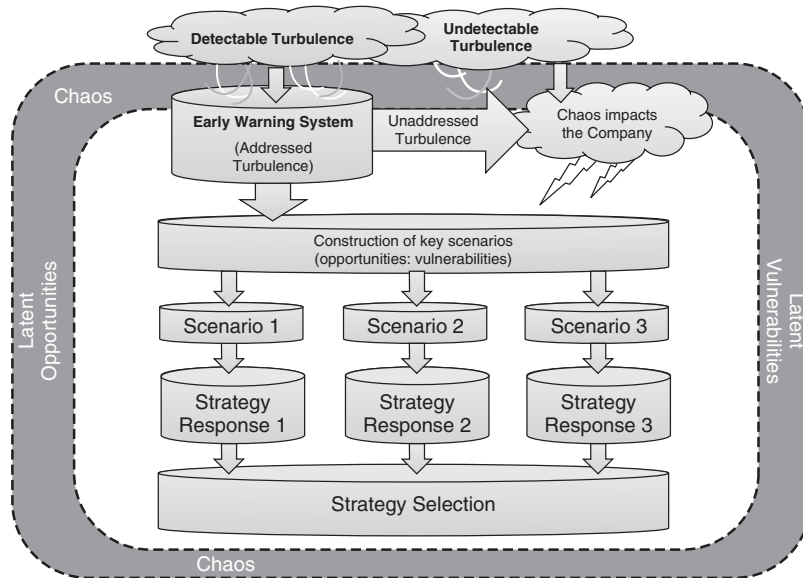 Detectable Turbulence
Undetectable
Turbulence
Chaos
Early Warning System
(Addressed
Turbulence)
Unaddressed
Turbulence
Chaos impacts
the Company
Construction of key scenarios
(opportunities: vulnerabilities)
Latent
Opportunities
Latent
Vulnerabilities
Scenario 1
Scenario 2
Scenario 3
Strategy
Response 1
Strategy
Response 2
Strategy
Response 3
Strategy Selection
Chaos